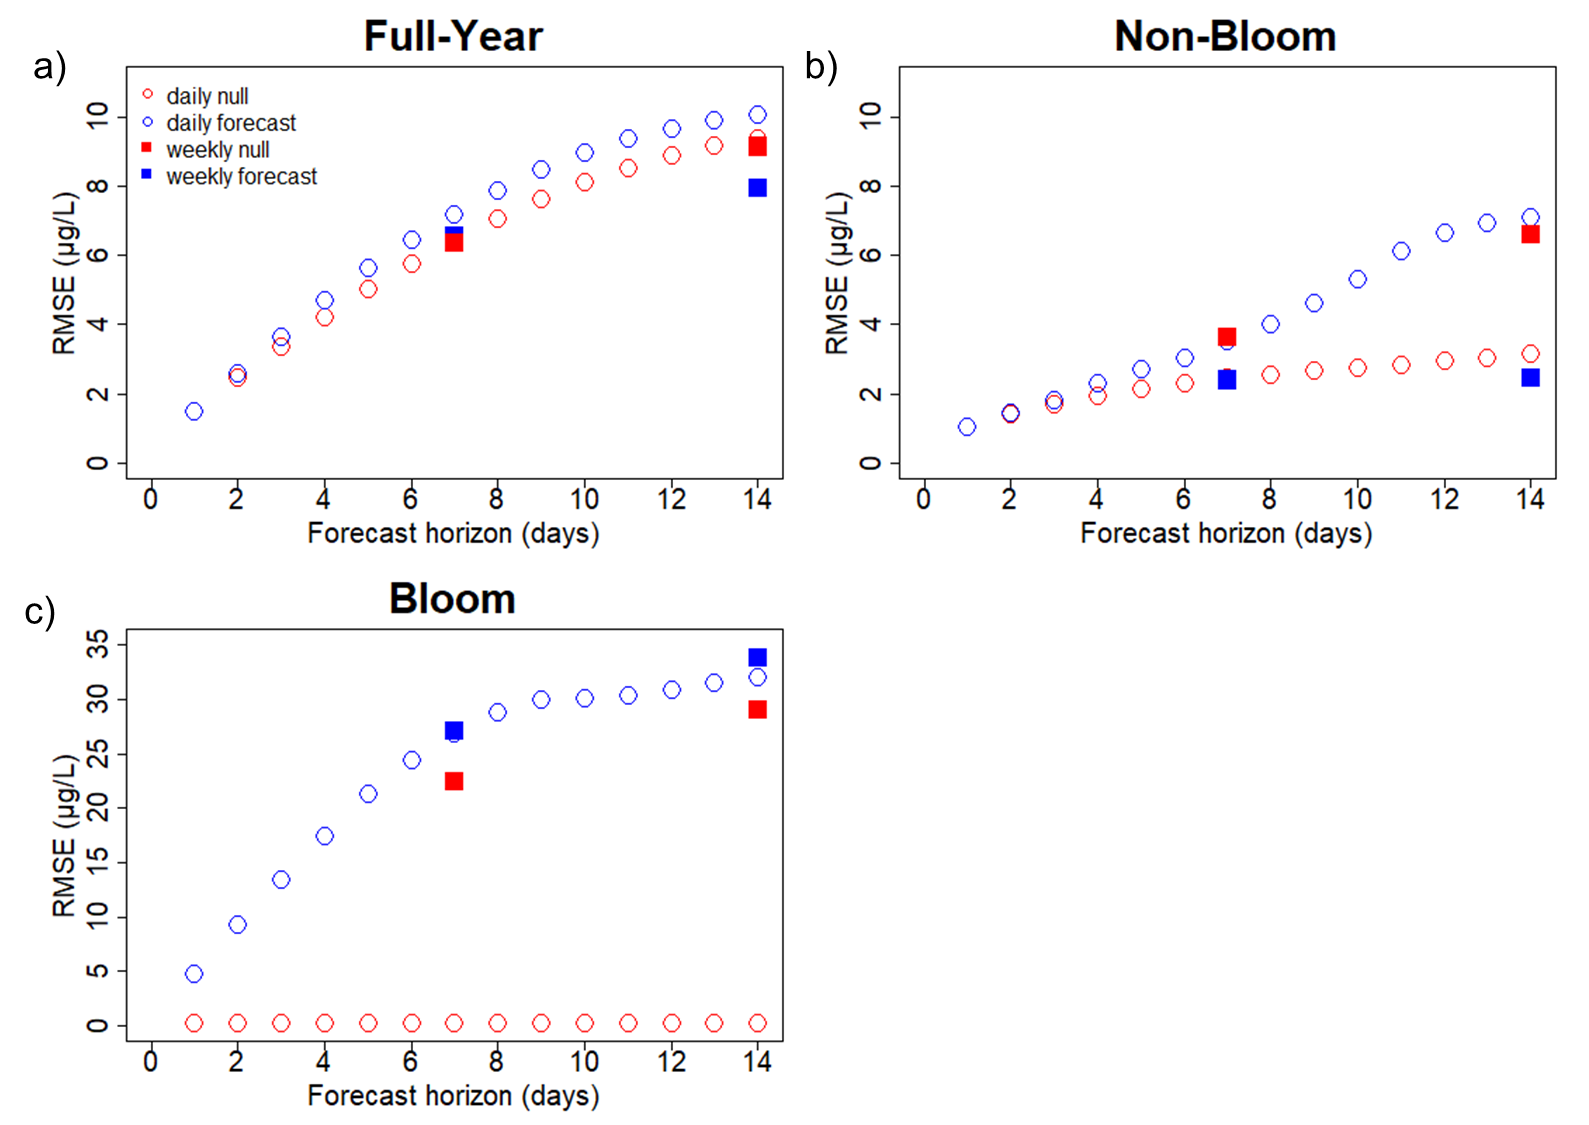 Full-Year
a)
daily null
daily forecast
weekly null
weekly forecast
RMSE (µg/L)
10
8
6
4
2
0
0 2 4 6 8 10 12 14
Forecast horizon (days)
Non-Bloom
b)
RMSE (µg/L)
10
8
6
4
2
0
0 2 4 6 8 10 12 14
Forecast horizon (days)
Bloom
c)
RMSE (µg/L)
35
30
25
20
15
10
5
0
0 2 4 6 8 10 12 14
Forecast horizon (days)